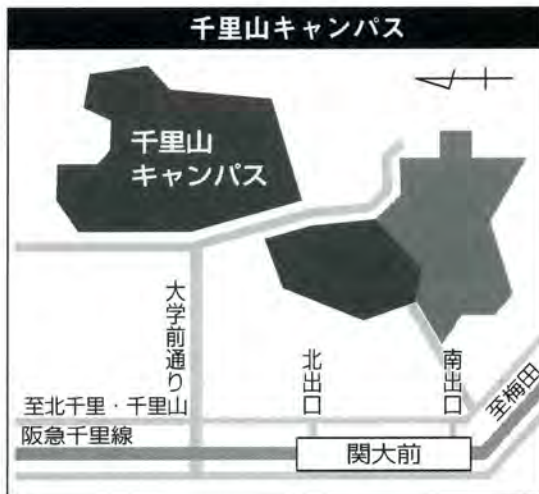 千里山キャンパス
千里山
キャンパス
大学前通り
北出口
南出口
至北千里・千里山
至梅田
阪急千里線
関大前